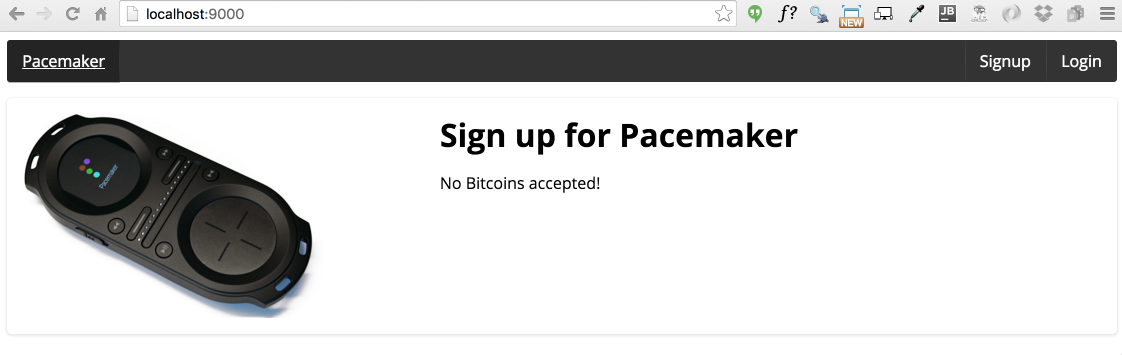 localhost:9000
f?
NEW
JB
Pacemaker
Signup
Login
Sign up for Pacemaker
No Bitcoins accepted!
Pacemaker